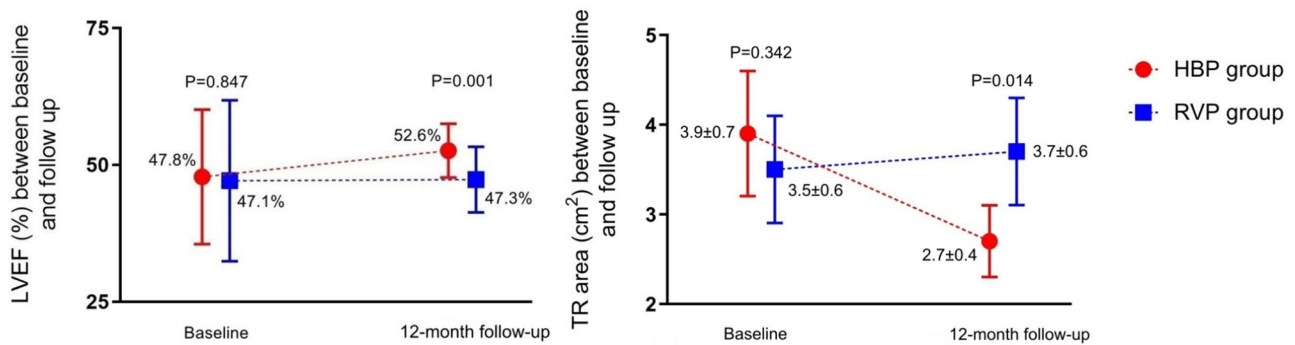 LVEF (%) between baseline
and follow up
75
50
25
P=0.847
P=0.001
47.8%
47.1%
52.6%
47.3%
Baseline
12-month follow-up
TR area (cm²) between baseline
and follow up
5
4
3
2
P=0.342
P=0.014
3.9±0.7
3.5±0.6
3.7±0.6
2.7±0.4
Baseline
12-month follow-up
HBP group
RVP group